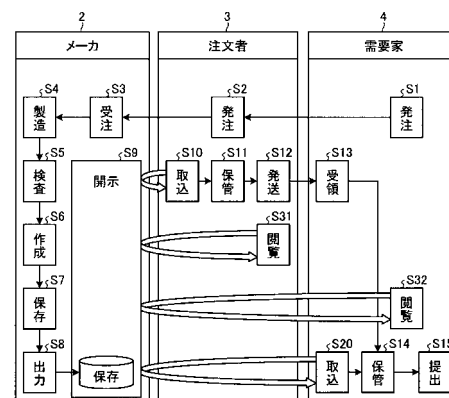 2 3 4
メーカ 注文者 需要家
S4 S3 S2 S1
製造 受注 発注 発注
S5 S9 S10 S11 S12 S13
検査 開示 取込 保管 発送 受領
S6 S31
作成 閲覧
S7 S32
保存 閲覧
S8 S20 S14 S15
出力 保存 取込 保管 提出